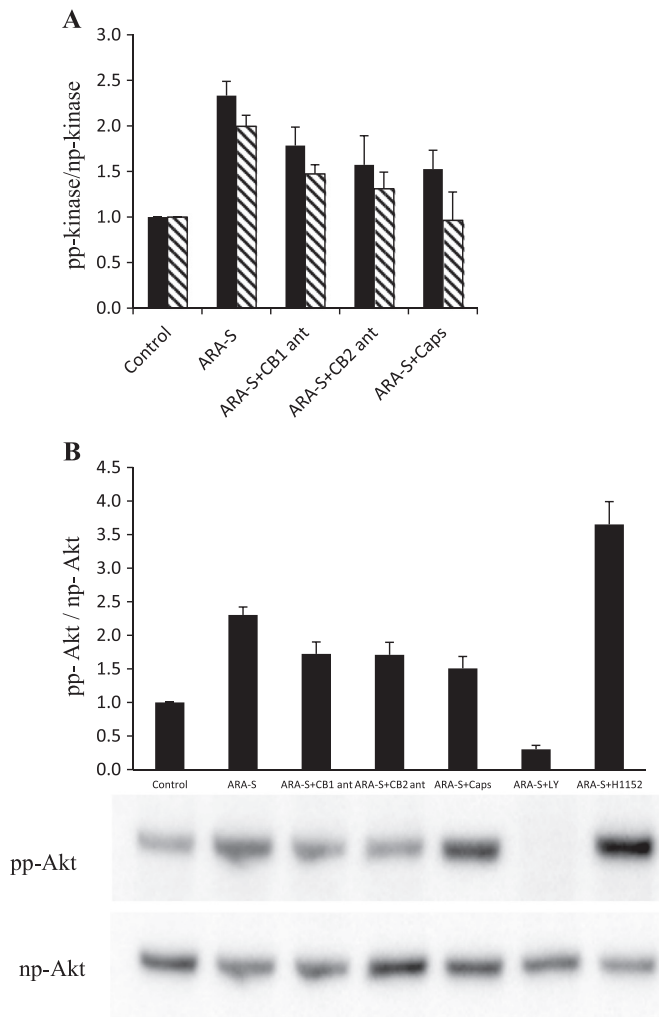 A
pp-kinase/np-kinase
3.0
2.5
2.0
1.5
1.0
0.5
0.0
Control
ARA-S
ARA-S+CB1 ant
ARA-S+CB2 ant
ARA-S+Caps
B
pp- Akt / np- Akt
4.5
4.0
3.5
3.0
2.5
2.0
1.5
1.0
0.5
0.0
Control ARA-S ARA-S+CB1 ant ARA-S+CB2 ant ARA-S+Caps ARA-S+LY ARA-S+H1152
pp-Akt
np-Akt